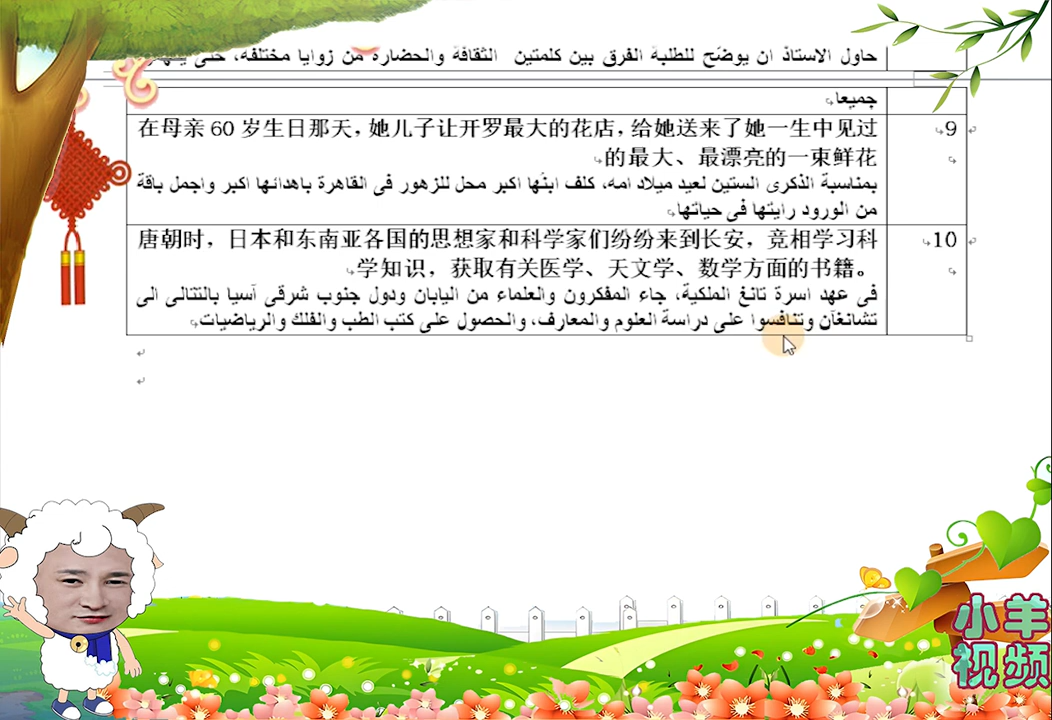 حاول الاستاذ ان يوضّح للطلبة الفرق بين كلمتين الثقافة والحضارة من زوايا مختلفة، حتى
جميعا
9
在母亲 60 岁生日那天，她儿子让开罗最大的花店，给她送来了她一生中见过
的最大、最漂亮的一束鲜花
بمناسبة الذكرى الستين لعيد ميلاد امه، كلف ابنها اكبر محل للزهور فى القاهرة باهدائها اكبر واجمل باقة
من الورود رايتها فى حياتها
10
唐朝时，日本和东南亚各国的思想家和科学家们纷纷来到长安，竞相学习科
学知识，获取有关医学、天文学、数学方面的书籍。
فى عهد اسرة تانغ الملكية، جاء المفكرون والعلماء من اليابان ودول جنوب شرقى آسيا بالتتالى الى
تشانغآن وتنافسوا على دراسة العلوم والمعارف، والحصول على كتب الطب والفلك والرياضيات
小羊
视频